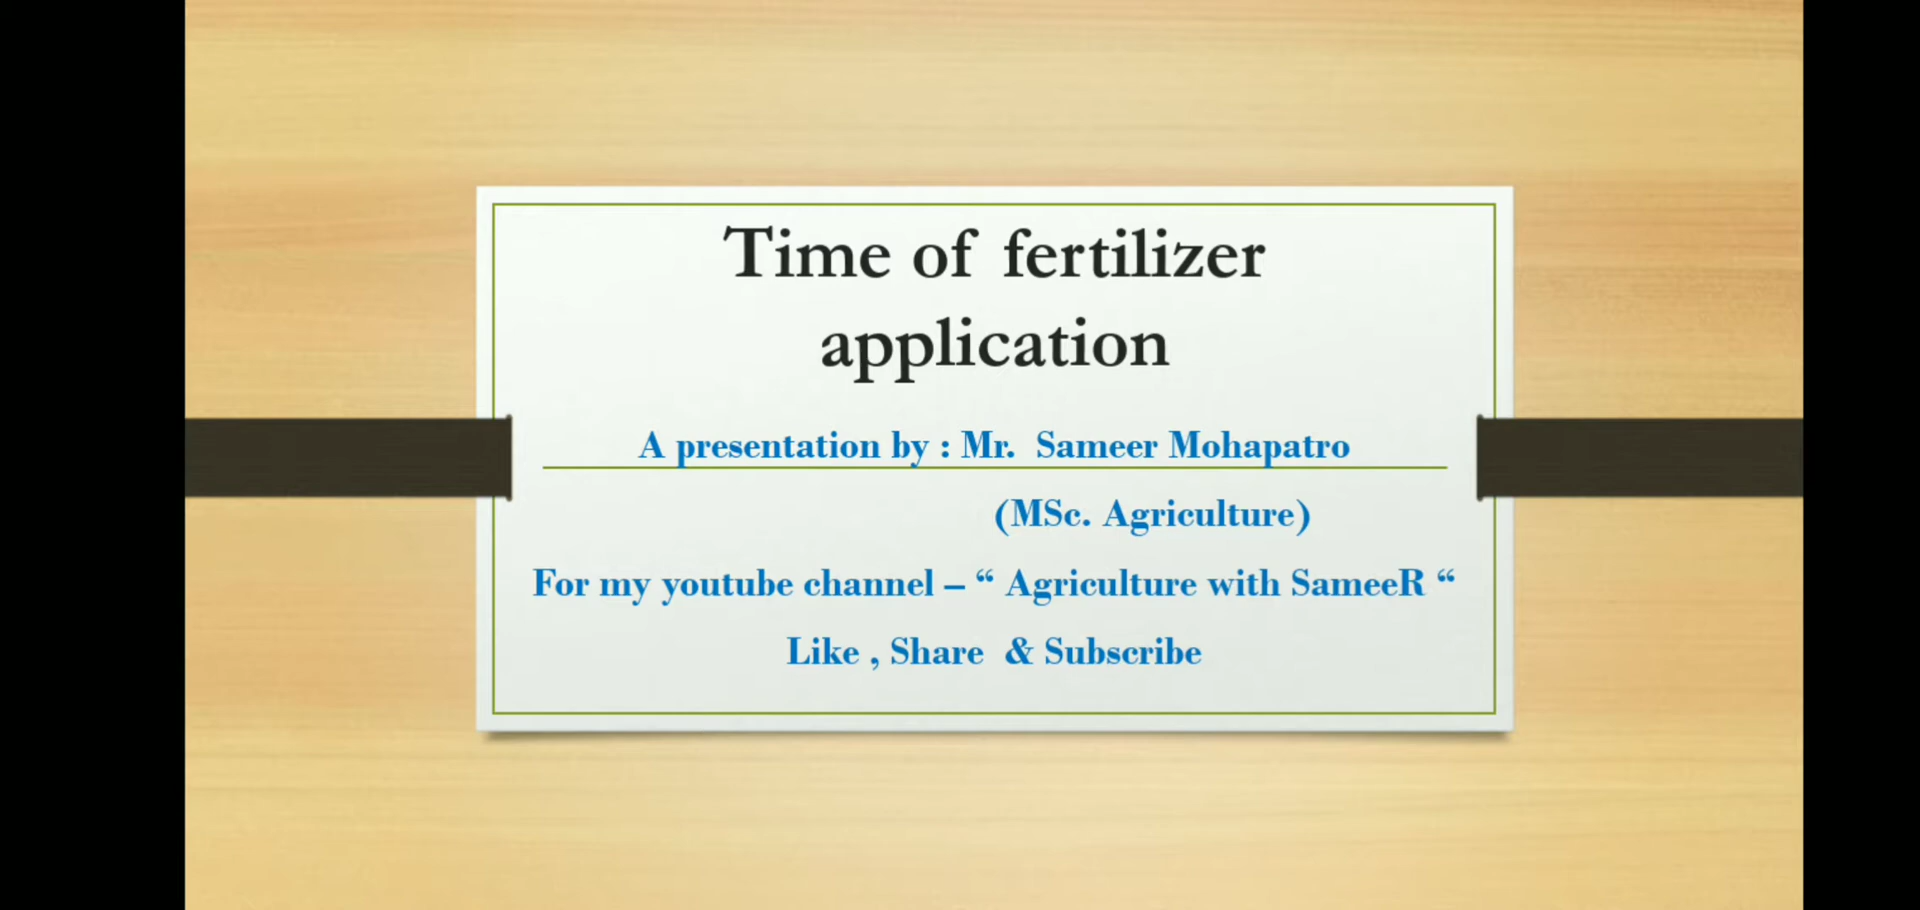 Time of fertilizer
application
A presentation by : Mr. Sameer Mohapatro
(MSc. Agriculture)
For my youtube channel – “ Agriculture with SameeR “
Like , Share & Subscribe